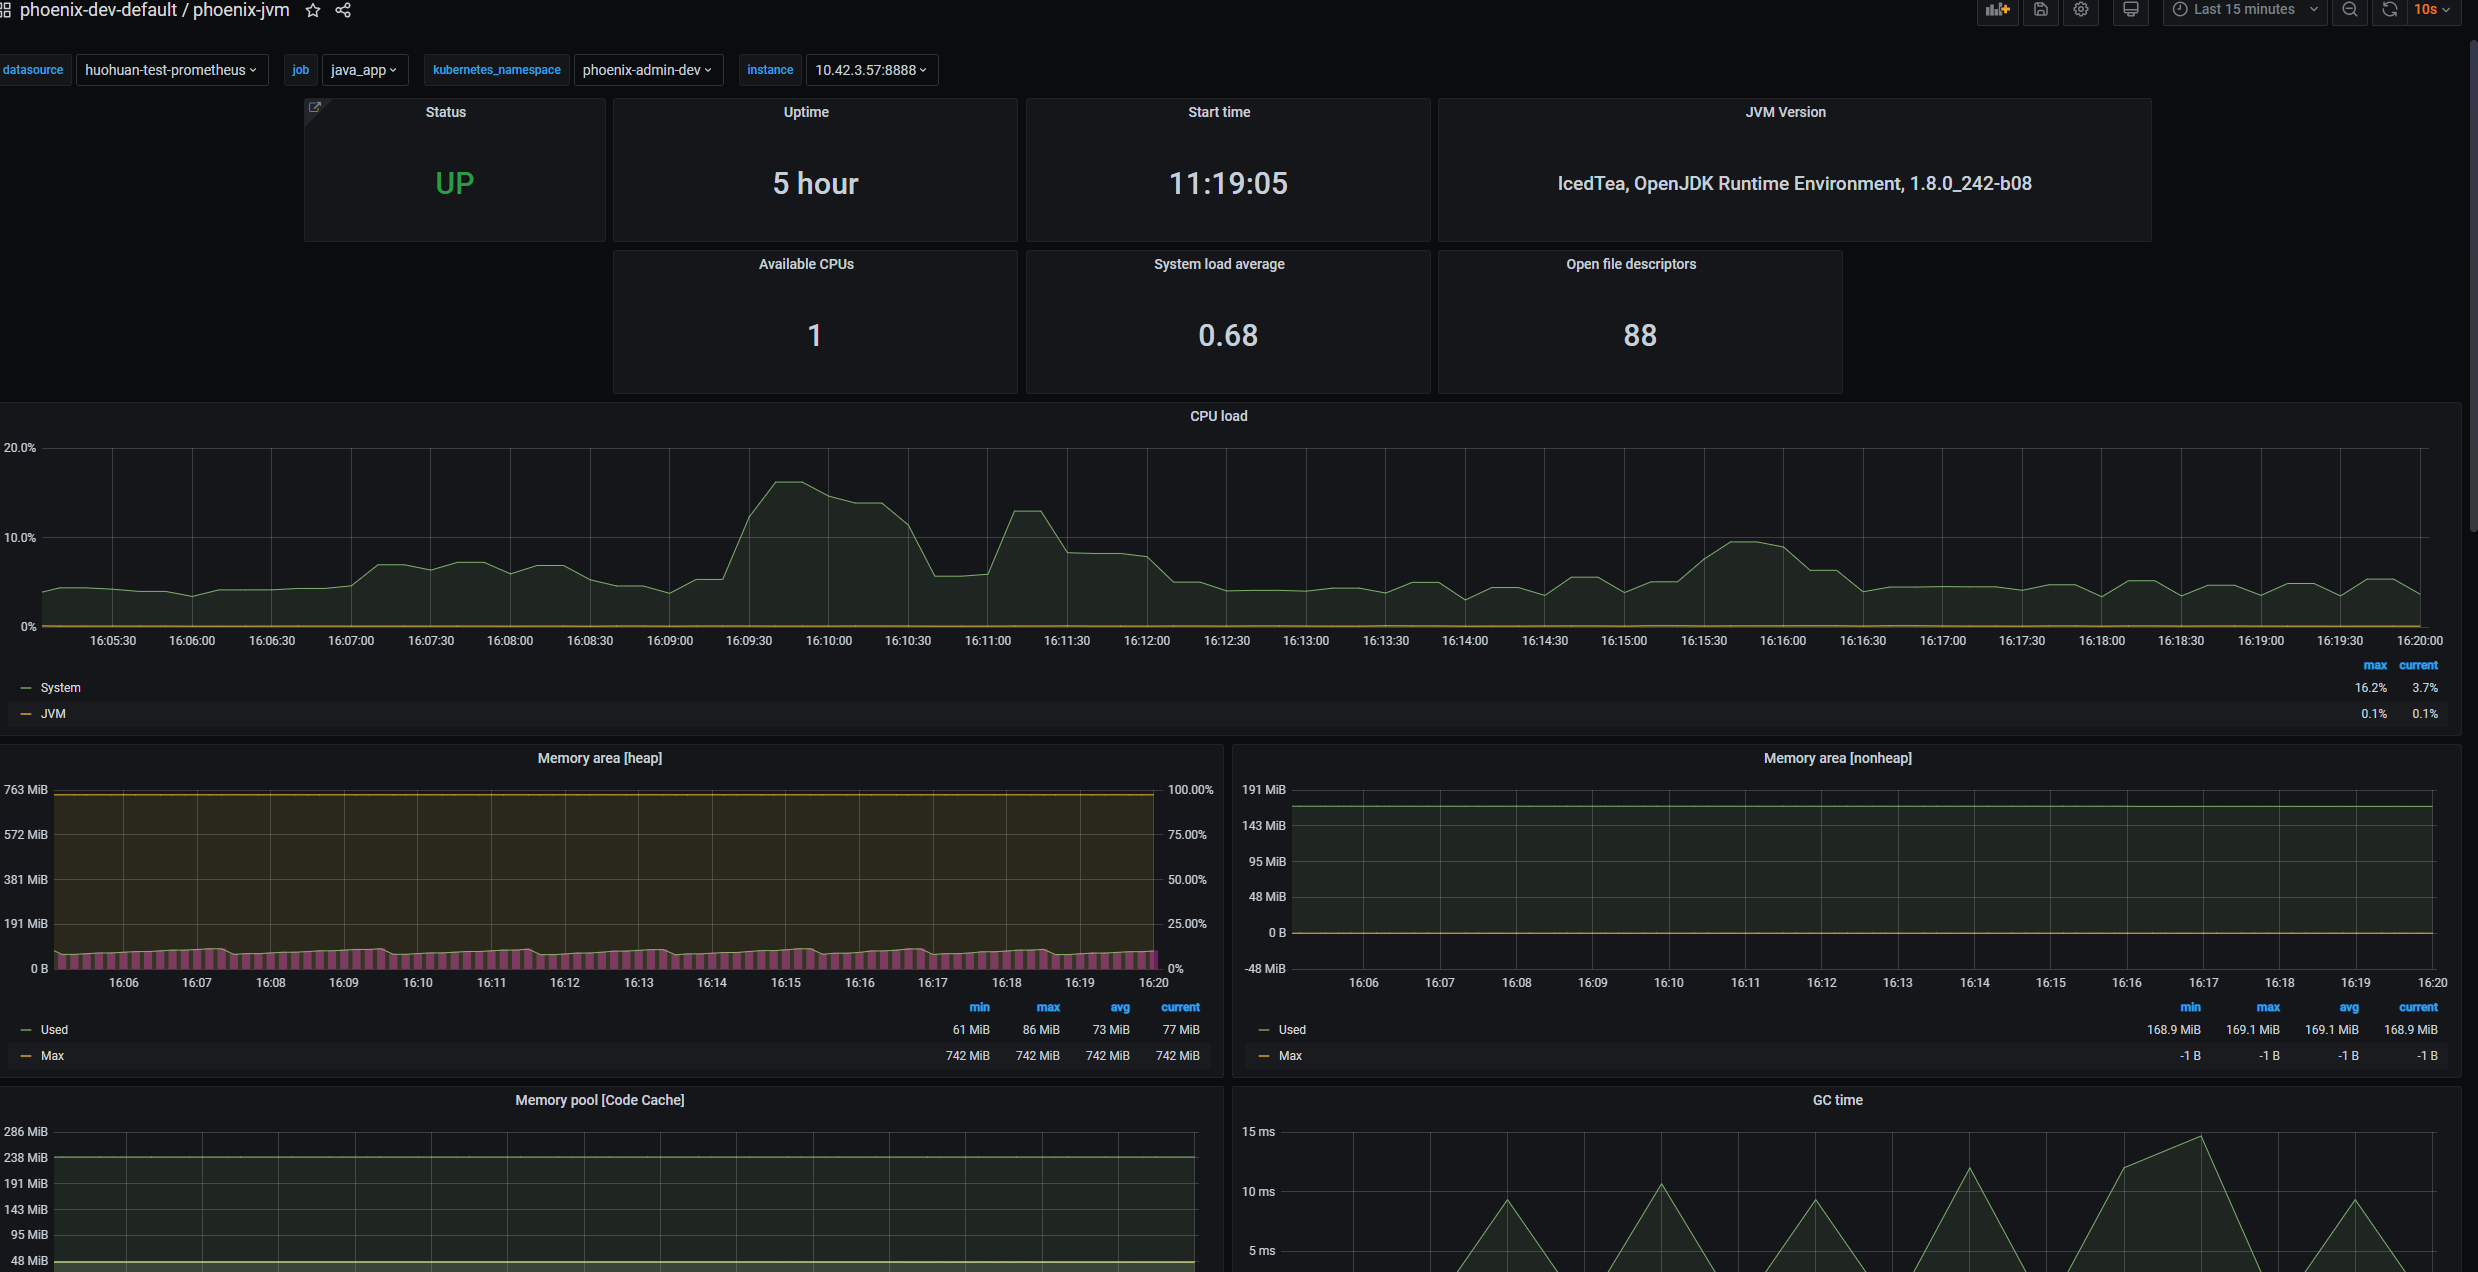 phoenix-dev-default / phoenix-jvm
Last 15 minutes
10s
datasource huohuan-test-prometheus job java_app kubernetes_namespace phoenix-admin-dev instance 10.42.3.57:8888
Status
UP
Uptime
5 hour
Start time
11:19:05
JVM Version
IcedTea, OpenJDK Runtime Environment, 1.8.0_242-b08
Available CPUs
1
System load average
0.68
Open file descriptors
88
CPU load
20.0%
10.0%
0%
16:05:30 16:06:00 16:06:30 16:07:00 16:07:30 16:08:00 16:08:30 16:09:00 16:09:30 16:10:00 16:10:30 16:11:00 16:11:30 16:12:00 16:12:30 16:13:00 16:13:30 16:14:00 16:14:30 16:15:00 16:15:30 16:16:00 16:16:30 16:17:00 16:17:30 16:18:00 16:18:30 16:19:00 16:19:30 16:20:00
max current
System 16.2% 3.7%
JVM 0.1% 0.1%
Memory area [heap]
763 MiB 100.00%
572 MiB 75.00%
381 MiB 50.00%
191 MiB 25.00%
0 B 0%
16:06 16:07 16:08 16:09 16:10 16:11 16:12 16:13 16:14 16:15 16:16 16:17 16:18 16:19 16:20
min max avg current
Used 61 MiB 86 MiB 73 MiB 77 MiB
Max 742 MiB 742 MiB 742 MiB 742 MiB
Memory area [nonheap]
191 MiB
143 MiB
95 MiB
48 MiB
0 B
-48 MiB
16:06 16:07 16:08 16:09 16:10 16:11 16:12 16:13 16:14 16:15 16:16 16:17 16:18 16:19 16:20
min max avg current
Used 168.9 MiB 169.1 MiB 169.1 MiB 168.9 MiB
Max -1 B -1 B -1 B -1 B
Memory pool [Code Cache]
286 MiB
238 MiB
191 MiB
143 MiB
95 MiB
48 MiB
GC time
15 ms
10 ms
5 ms